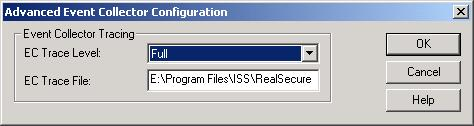 Advanced Event Collector Configuration
Event Collector Tracing
EC Trace Level: Full
EC Trace File: E:\Program Files\ISS\RealSecure
OK
Cancel
Help